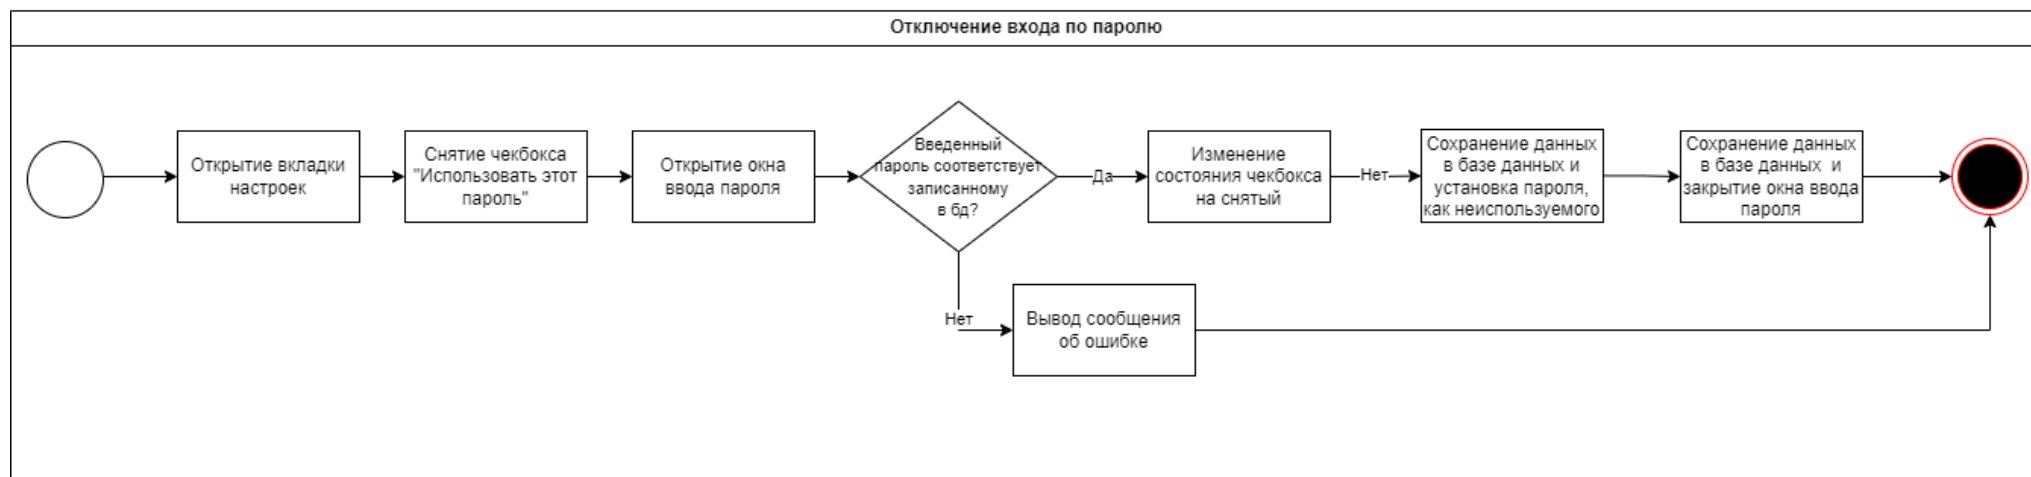 Отключение входа по паролю
Открытие вкладки
настроек
Снятие чекбокса
"Использовать этот
пароль"
Открытие окна
ввода пароля
Введенный
пароль соответствует
записанному
в бд?
Да
Изменение
состояния чекбокса
на снятый
Нет
Сохранение данных
в базе данных и
установка пароля,
как неиспользуемого
Сохранение данных
в базе данных и
закрытие окна ввода
пароля
Нет
Вывод сообщения
об ошибке